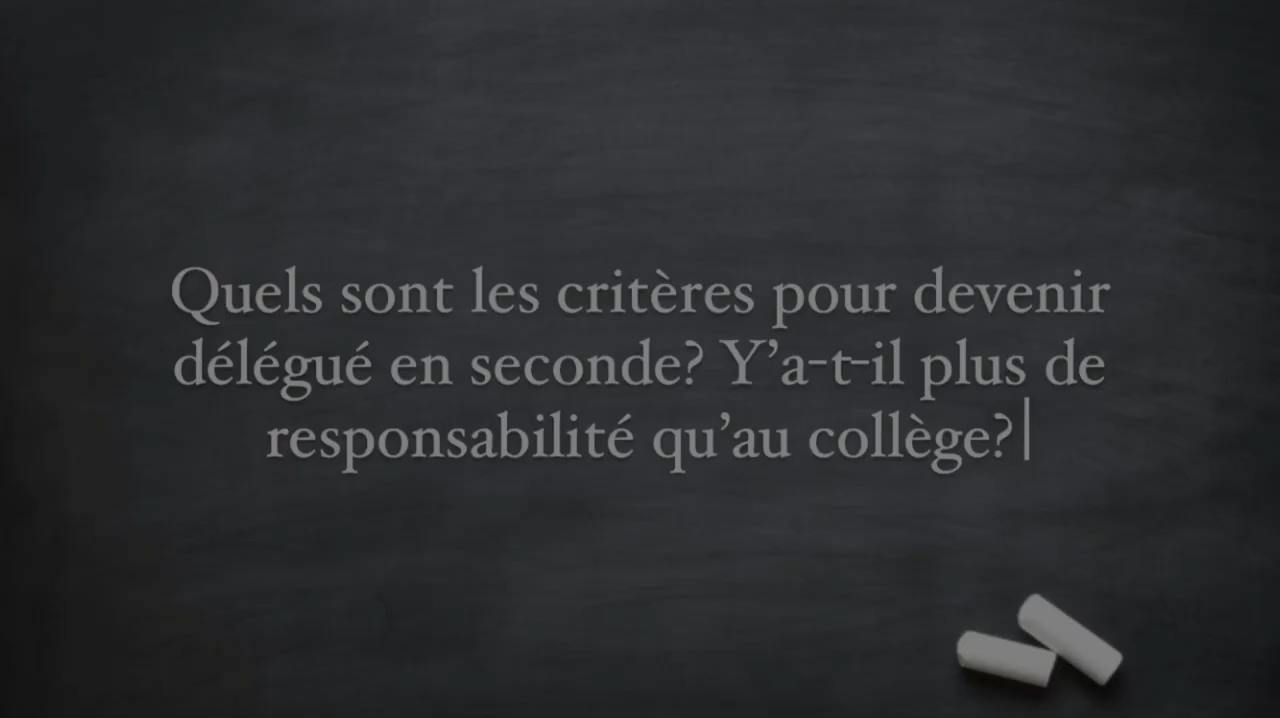 Quels sont les critères pour devenir
délégué en seconde? Y’a-t-il plus de
responsabilité qu’au collège?